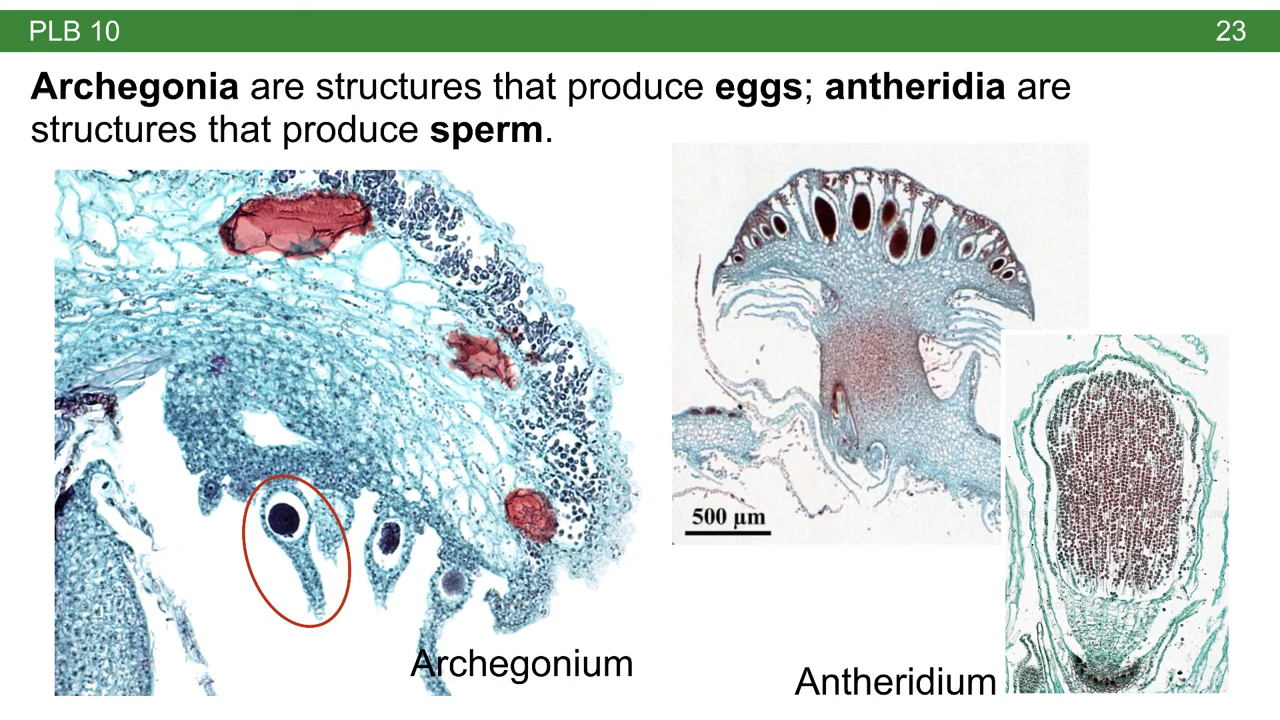 PLB 10
23
Archegonia are structures that produce eggs; antheridia are
structures that produce sperm.
500 µm
Archegonium
Antheridium